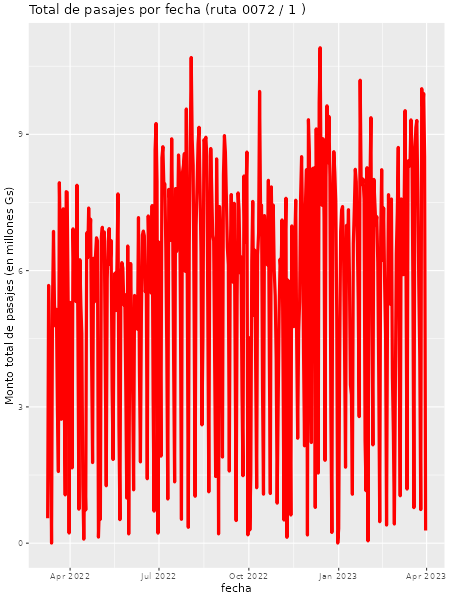 Total de pasajes por fecha (ruta 0072 / 1 )
Monto total de pasajes (en millones Gs)
9
6
3
0
Apr 2022
Jul 2022
Oct 2022
Jan 2023
Apr 2023
fecha